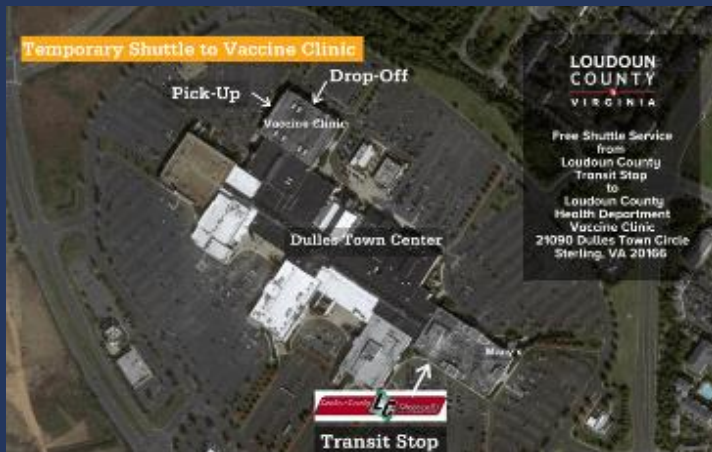 Temporary Shuttle to Vaccine Clinic
Pick-Up
Drop-Off
Vaccine Clinic
Dulles Town Center
Macy's
Transit Stop
LOUDOUN
COUNTY
VIRGINIA
Free Shuttle Service
from
Loudoun County
Transit Stop
to
Loudoun County
Health Department
Vaccine Clinic
21090 Dulles Town Circle
Sterling, VA 20166